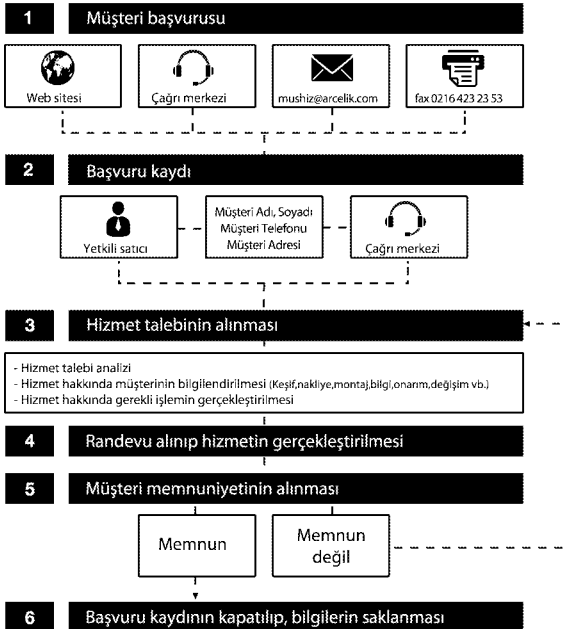 1 Müşteri başvurusu
Web sitesi
Çağrı merkezi
mushiz@arcelik.com
fax 0216 423 23 53
2 Başvuru kaydı
Yetkili satıcı
Müşteri Adı, Soyadı
Müşteri Telefonu
Müşteri Adresi
Çağrı merkezi
3 Hizmet talebinin alınması
- Hizmet talebi analizi
- Hizmet hakkında müşterinin bilgilendirilmesi (Keşif,nakliye,montaj,bilgi,onarım,değişim vb.)
- Hizmet hakkında gerekli işlemin gerçekleştirilmesi
4 Randevu alınıp hizmetin gerçekleştirilmesi
5 Müşteri memnuniyetinin alınması
Memnun
Memnun
değil
6 Başvuru kaydının kapatılıp, bilgilerin saklanması